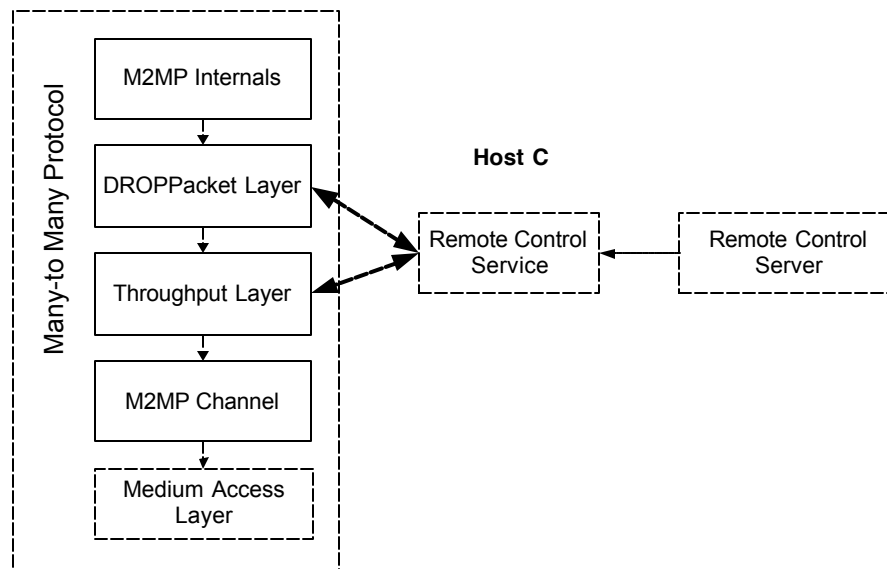 Many-to Many Protocol
M2MP Internals
DROPPacket Layer
Throughput Layer
M2MP Channel
Medium Access
Layer
Host C
Remote Control
Service
Remote Control
Server